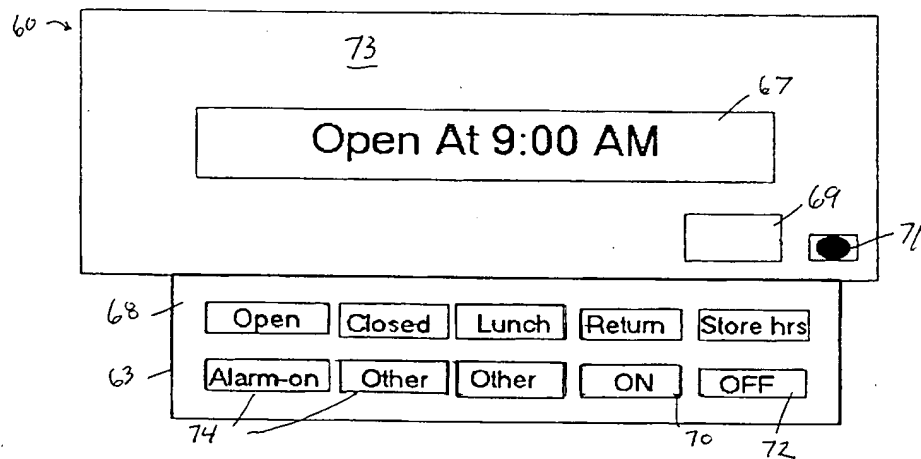 60
73
67
Open At 9:00 AM
69
71
68
Open Closed Lunch Return Store hrs
63
Alarm-on Other Other ON OFF
74 70 72